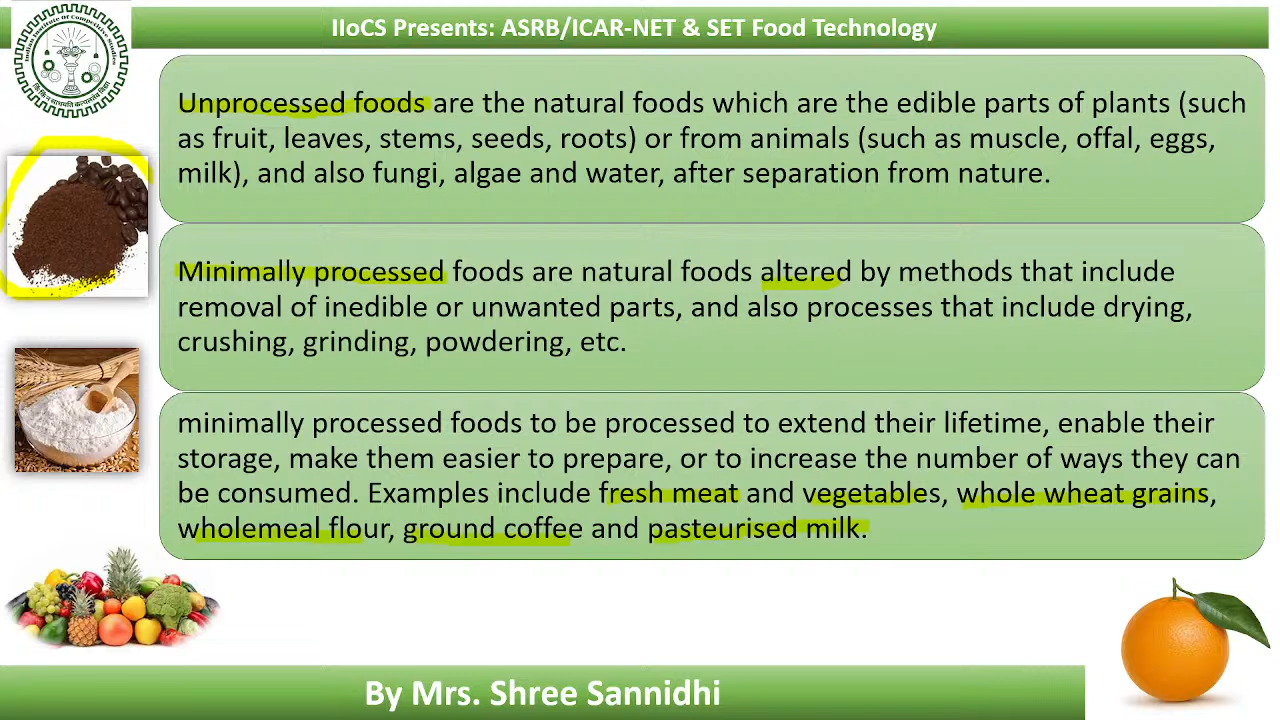 IIoCS Presents: ASRB/ICAR-NET & SET Food Technology
Unprocessed foods are the natural foods which are the edible parts of plants (such
as fruit, leaves, stems, seeds, roots) or from animals (such as muscle, offal, eggs,
milk), and also fungi, algae and water, after separation from nature.
Minimally processed foods are natural foods altered by methods that include
removal of inedible or unwanted parts, and also processes that include drying,
crushing, grinding, powdering, etc.
minimally processed foods to be processed to extend their lifetime, enable their
storage, make them easier to prepare, or to increase the number of ways they can
be consumed. Examples include fresh meat and vegetables, whole wheat grains,
wholemeal flour, ground coffee and pasteurised milk.
By Mrs. Shree Sannidhi